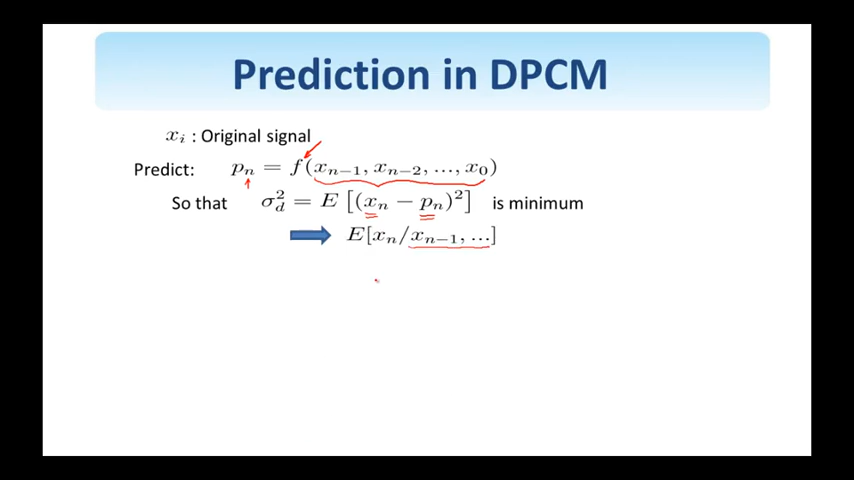 Prediction in DPCM
x_i : Original signal
Predict: p_n = f(x_{n-1}, x_{n-2}, ..., x_0)
So that σ_d^2 = E [(x_n − p_n)^2] is minimum
E[x_n/x_{n-1}, ...]